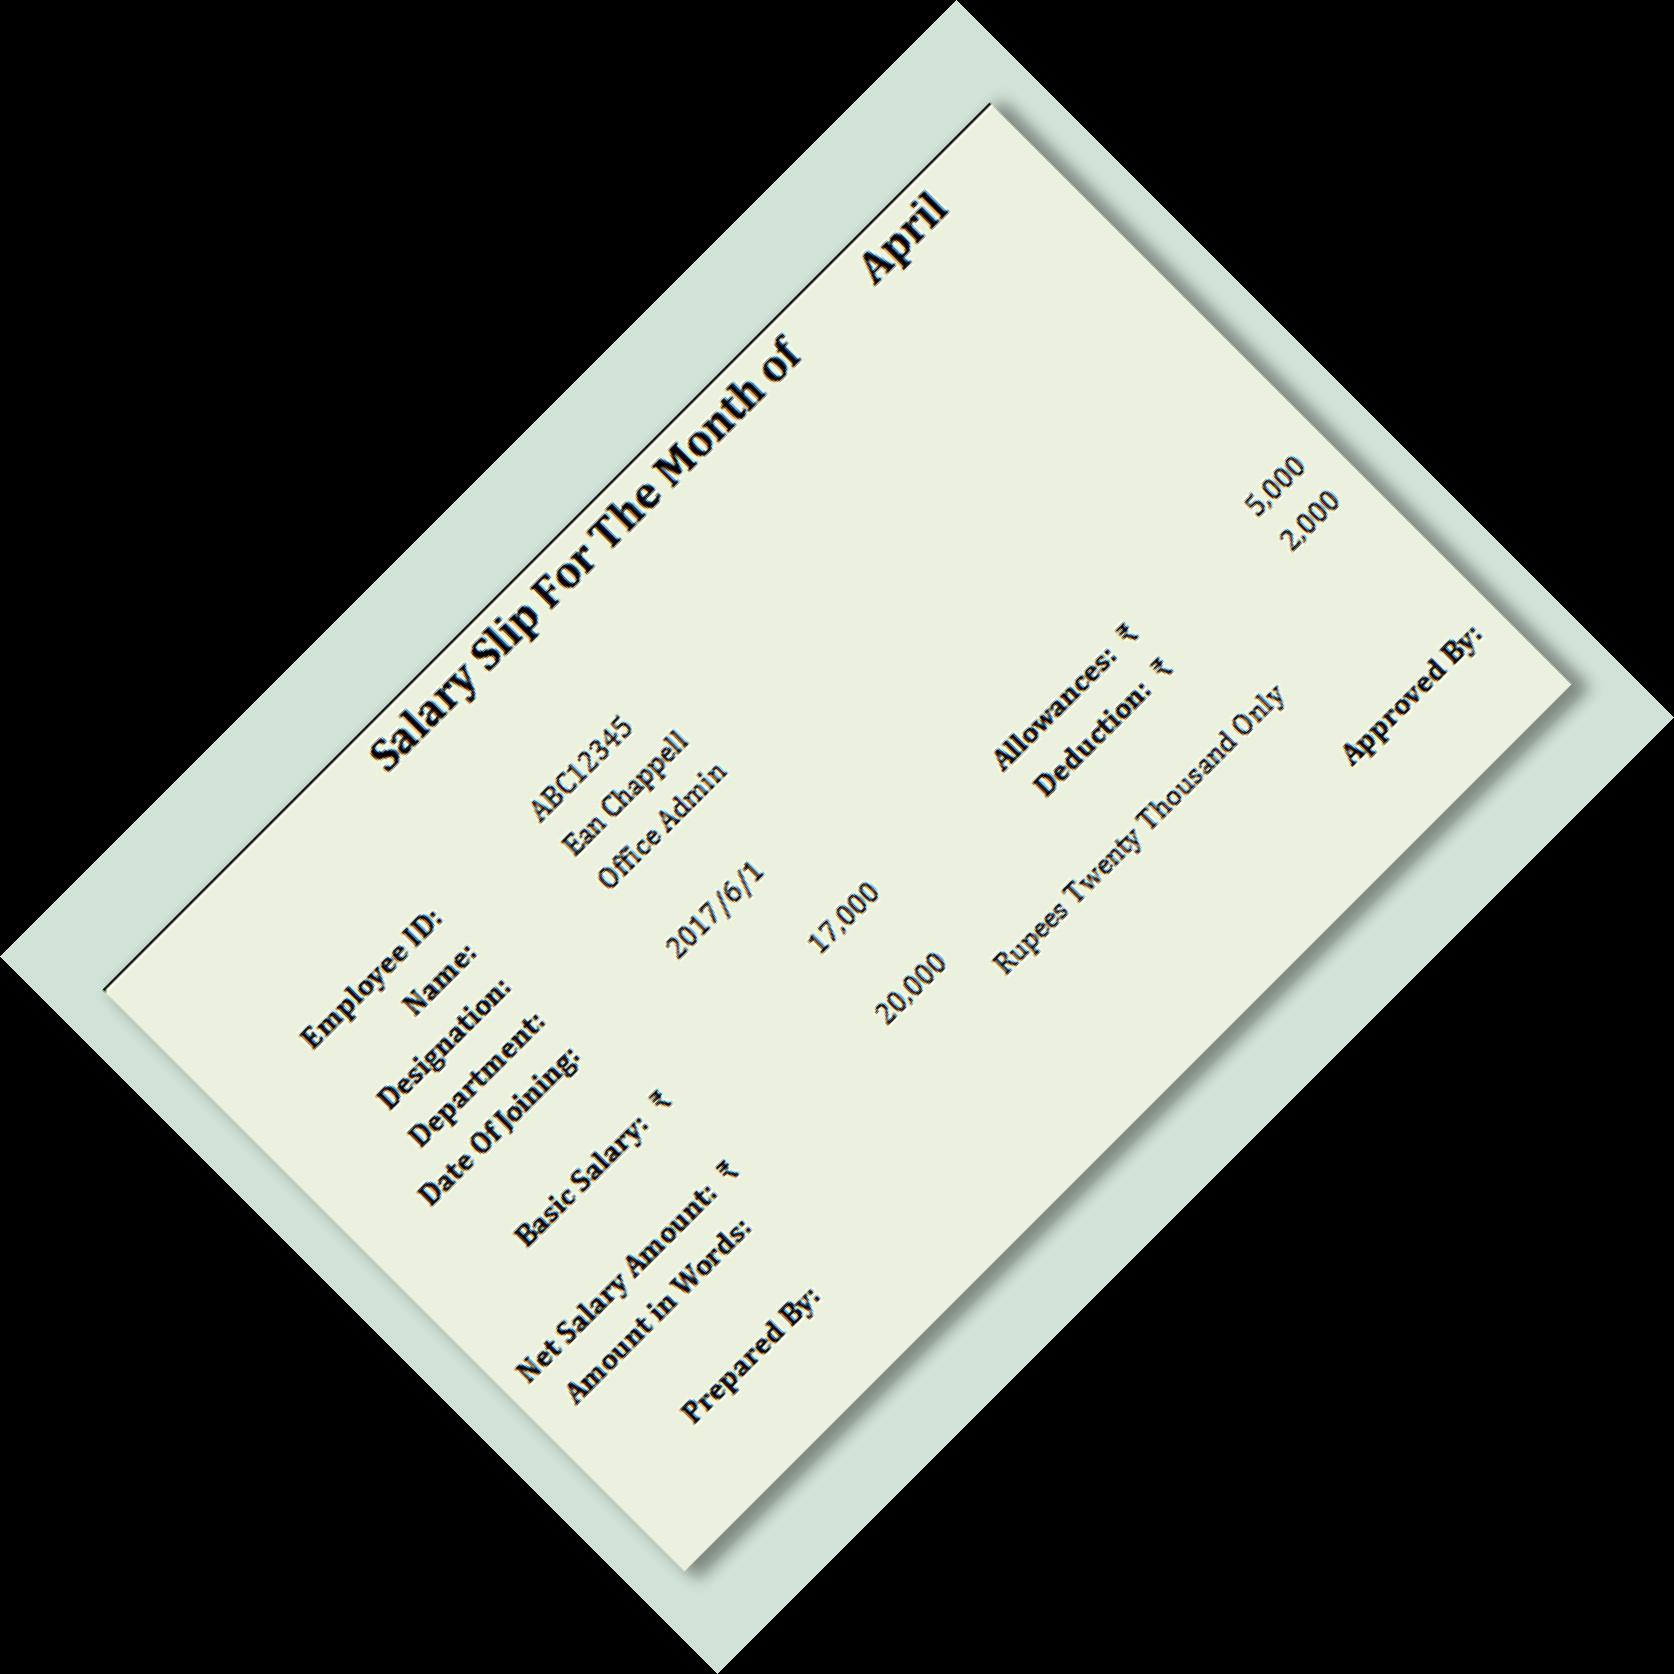 Salary Slip For The Month of April
Employee ID: ABC12345
Name: Ean Chappell
Designation: Office Admin
Department:
Date Of Joining: 2017/6/1
Basic Salary: ₹ 17,000 Allowances: ₹ 5,000
Deduction: ₹ 2,000
Net Salary Amount: ₹ 20,000
Amount in Words: Rupees Twenty Thousand Only
Prepared By: Approved By: